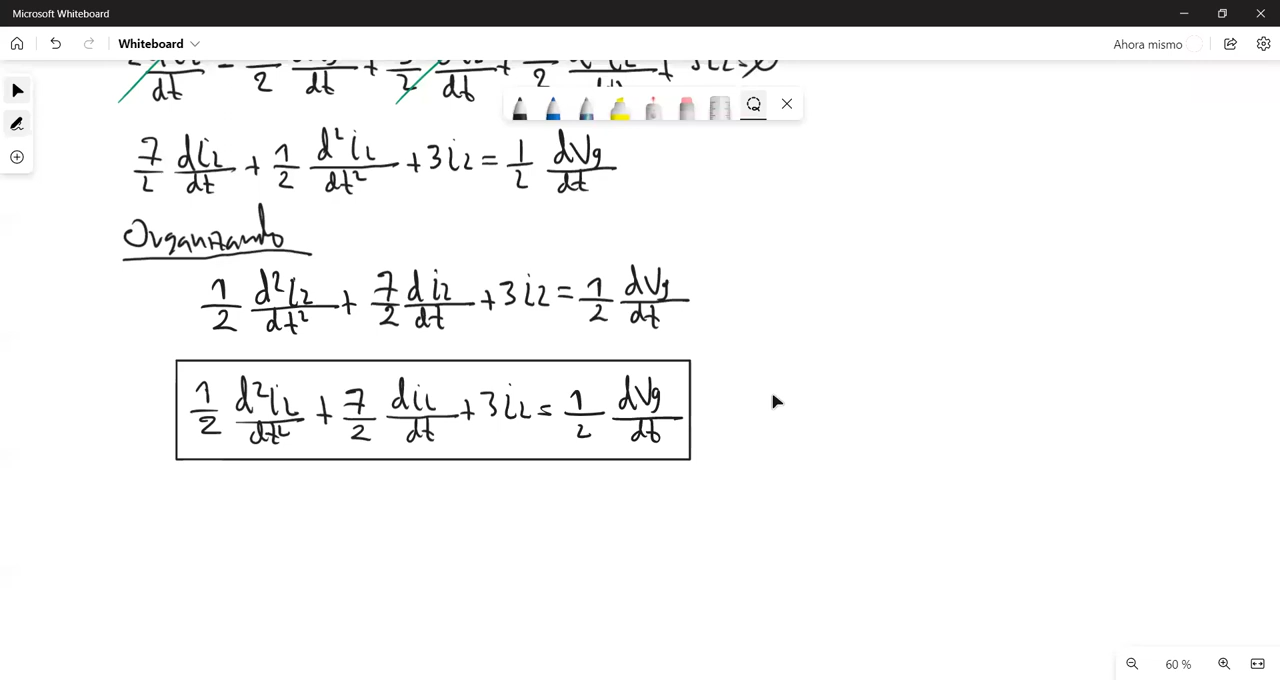 Microsoft Whiteboard
Whiteboard
Ahora mismo
7/2 di₂/dt + 1/2 d²i₂/dt² + 3i₂ = 1/2 dVg/dt
Organizando
1/2 d²i₂/dt² + 7/2 di₂/dt + 3i₂ = 1/2 dVg/dt
1/2 d²i₂/dt² + 7/2 di₂/dt + 3i₂ = 1/2 dVg/dt
60 %